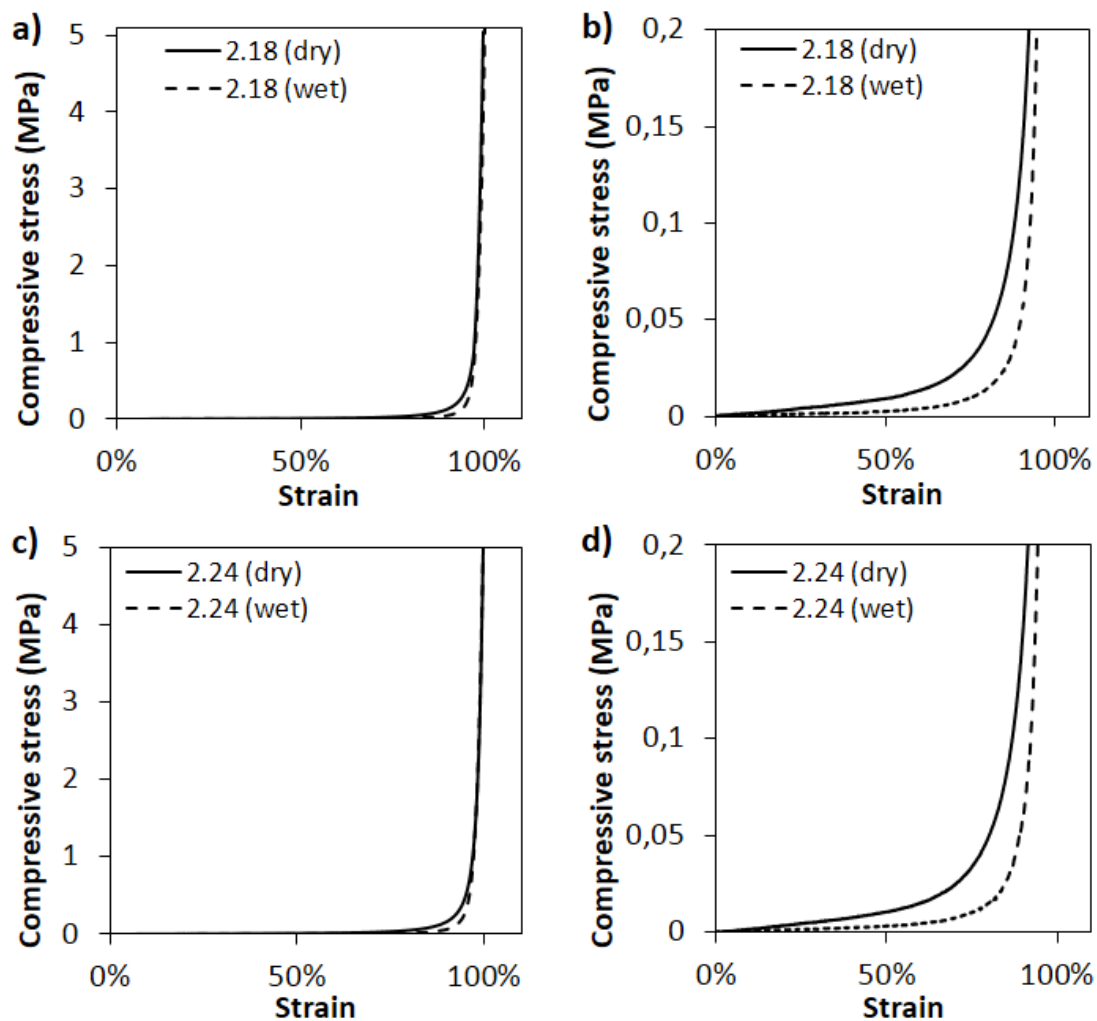 a)
2.18 (dry)
2.18 (wet)
Compressive stress (MPa)
5
4
3
2
1
0
0%
50%
100%
Strain
b)
2.18 (dry)
2.18 (wet)
Compressive stress (MPa)
0,2
0,15
0,1
0,05
0
0%
50%
100%
Strain
c)
2.24 (dry)
2.24 (wet)
Compressive stress (MPa)
5
4
3
2
1
0
0%
50%
100%
Strain
d)
2.24 (dry)
2.24 (wet)
Compressive stress (MPa)
0,2
0,15
0,1
0,05
0
0%
50%
100%
Strain